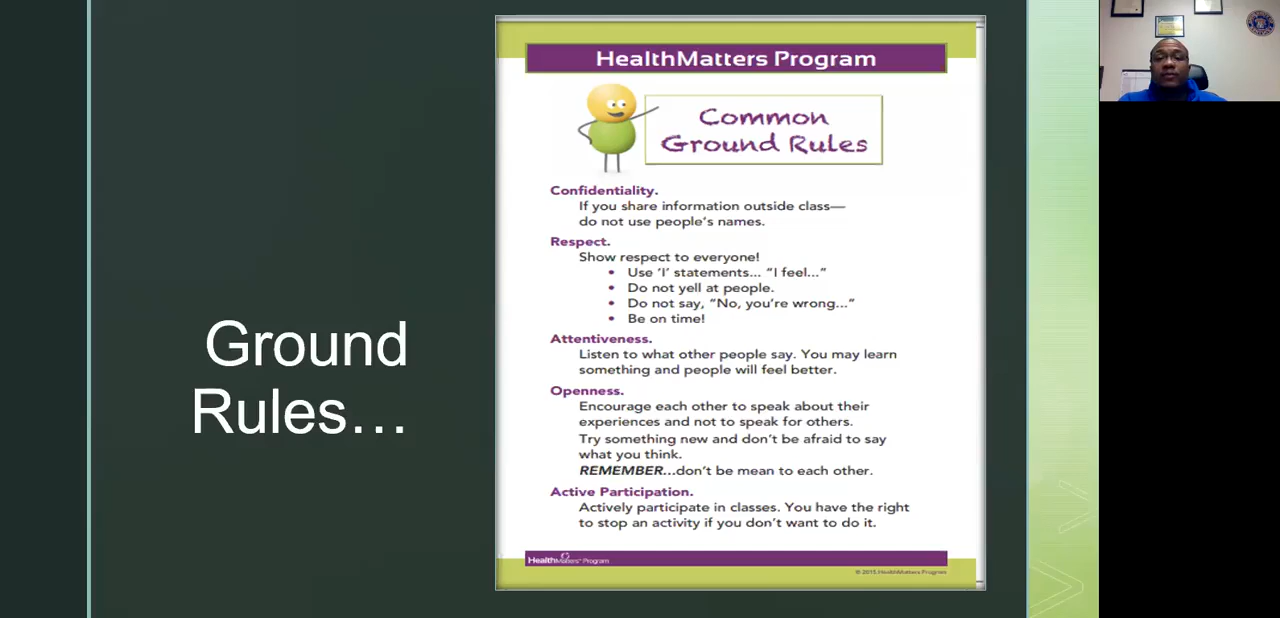 Ground
Rules…
HealthMatters Program
Common
Ground Rules
Confidentiality.
If you share information outside class—
do not use people's names.
Respect.
Show respect to everyone!
• Use 'I' statements... "I feel..."
• Do not yell at people.
• Do not say, "No, you're wrong..."
• Be on time!
Attentiveness.
Listen to what other people say. You may learn
something and people will feel better.
Openness.
Encourage each other to speak about their
experiences and not to speak for others.
Try something new and don't be afraid to say
what you think.
REMEMBER...don't be mean to each other.
Active Participation.
Actively participate in classes. You have the right
to stop an activity if you don't want to do it.
HealthMatters Program
© 2015 HealthMatters Program